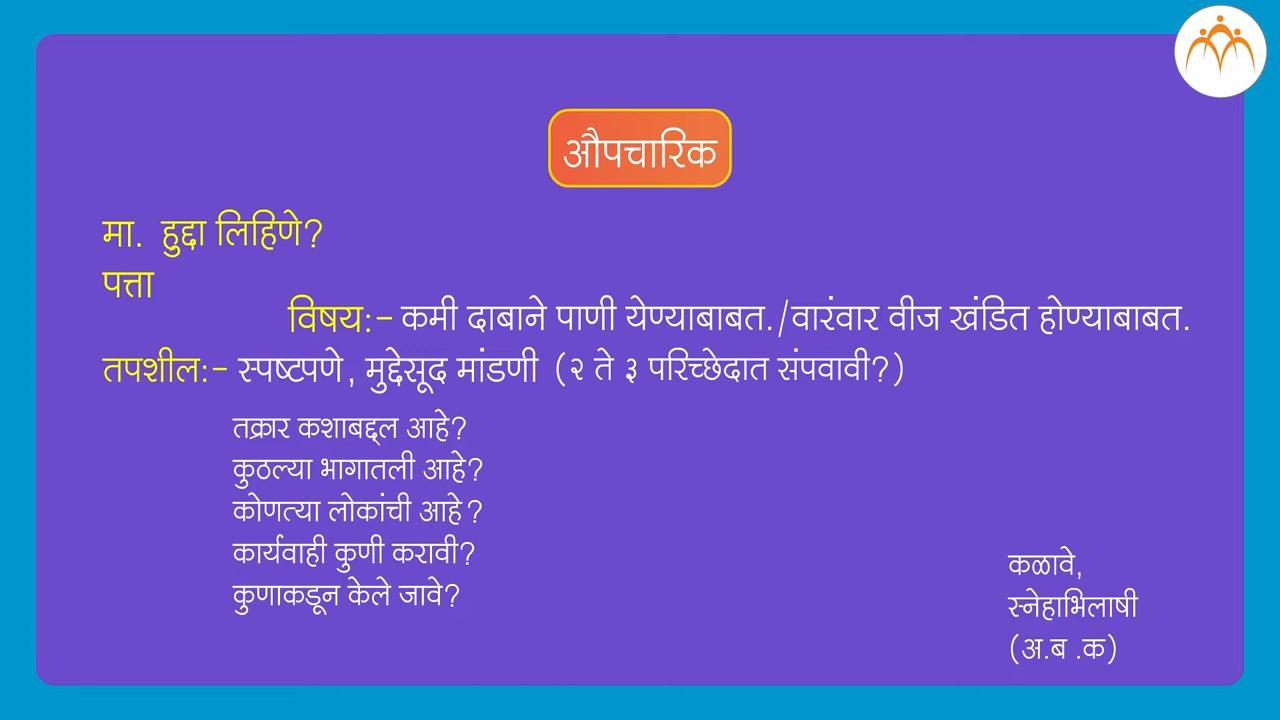 औपचारिक
मा. हुद्दा लिहिणे?
पत्ता
विषय:- कमी दाबाने पाणी येण्याबाबत./वारंवार वीज खंडित होण्याबाबत.
तपशील:- स्पष्टपणे, मुद्देसूद मांडणी (२ ते ३ परिच्छेदात संपवावी?)
तक्रार कशाबद्दल आहे?
कुठल्या भागातली आहे?
कोणत्या लोकांची आहे?
कार्यवाही कुणी करावी?
कुणाकडून केले जावे?
कळावे,
स्नेहाभिलाषी
(अ.ब .क)